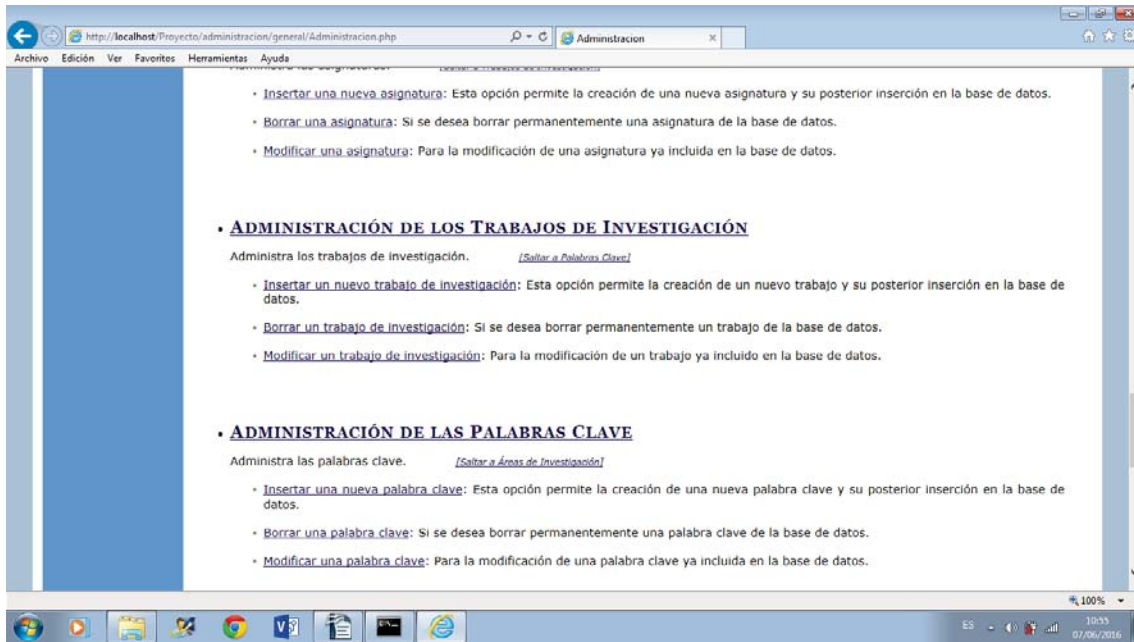 http://localhost/Proyecto/administracion/general/Administracion.php
Administracion
Archivo Edición Ver Favoritos Herramientas Ayuda
Insertar una nueva asignatura: Esta opción permite la creación de una nueva asignatura y su posterior inserción en la base de datos.
Borrar una asignatura: Si se desea borrar permanentemente una asignatura de la base de datos.
Modificar una asignatura: Para la modificación de una asignatura ya incluida en la base de datos.
ADMINISTRACIÓN DE LOS TRABAJOS DE INVESTIGACIÓN
Administra los trabajos de investigación. [Saltar a Palabras Clave]
Insertar un nuevo trabajo de investigación: Esta opción permite la creación de un nuevo trabajo y su posterior inserción en la base de
datos.
Borrar un trabajo de investigación: Si se desea borrar permanentemente un trabajo de la base de datos.
Modificar un trabajo de investigación: Para la modificación de un trabajo ya incluido en la base de datos.
ADMINISTRACIÓN DE LAS PALABRAS CLAVE
Administra las palabras clave. [Saltar a Áreas de Investigación]
Insertar una nueva palabra clave: Esta opción permite la creación de una nueva palabra clave y su posterior inserción en la base de
datos.
Borrar una palabra clave: Si se desea borrar permanentemente una palabra clave de la base de datos.
Modificar una palabra clave: Para la modificación de una palabra clave ya incluida en la base de datos.
100%
ES
10:55
07/06/2016